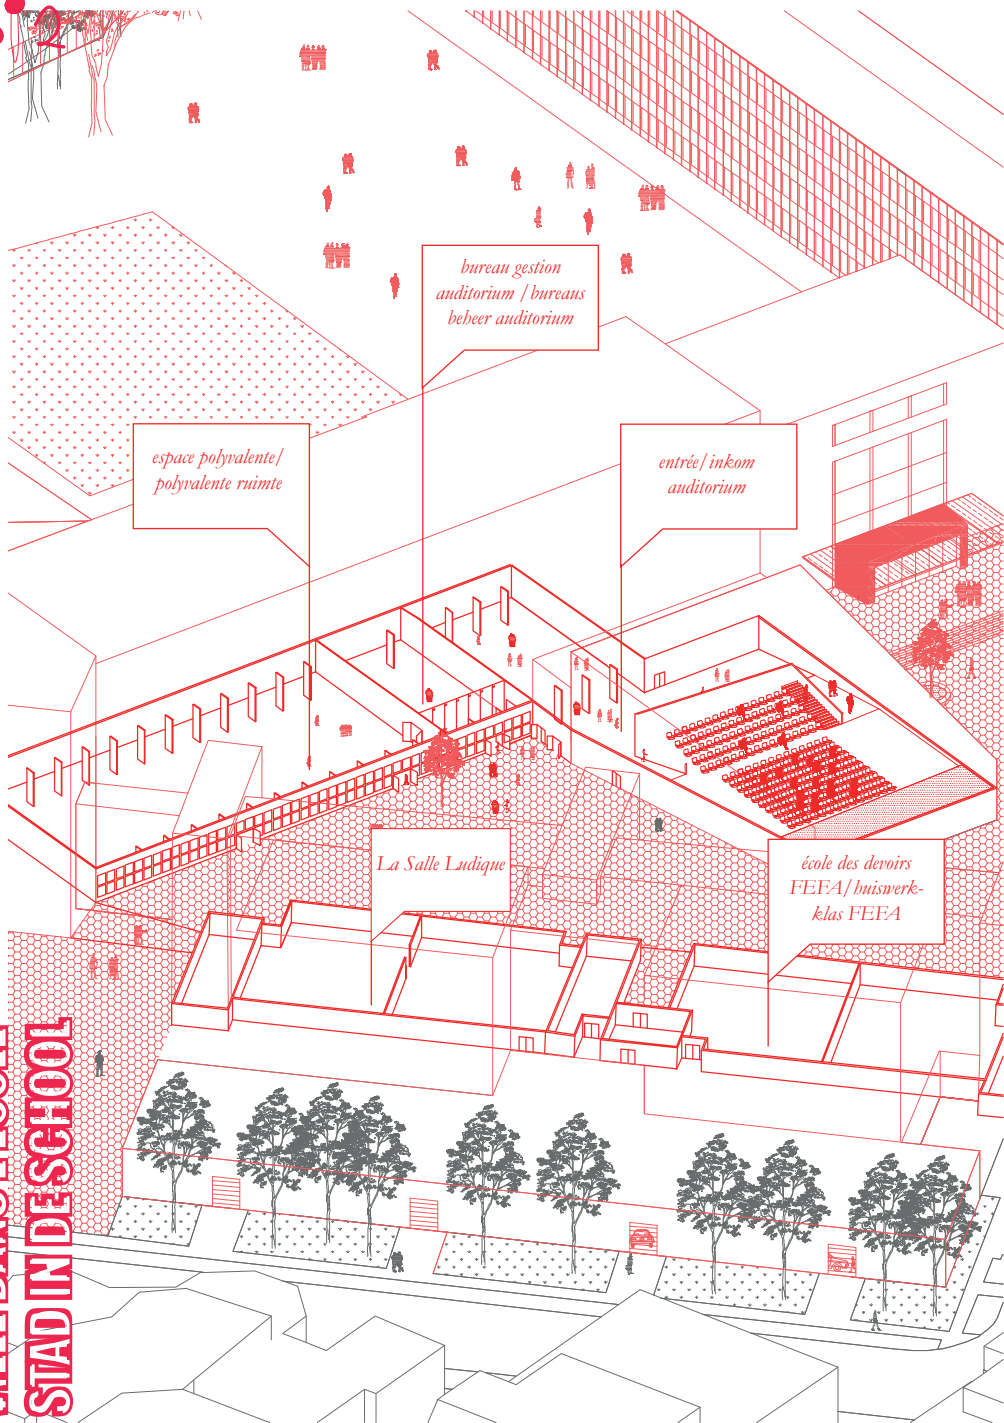 bureau gestion
auditorium / bureaus
beheer auditorium
espace polyvalente/
polyvalente ruimte
entrée/ inkom
auditorium
La Salle Ludique
école des devoirs
FEFA/huiswerk-
klas FEFA
STAD IN DE SCHOOL